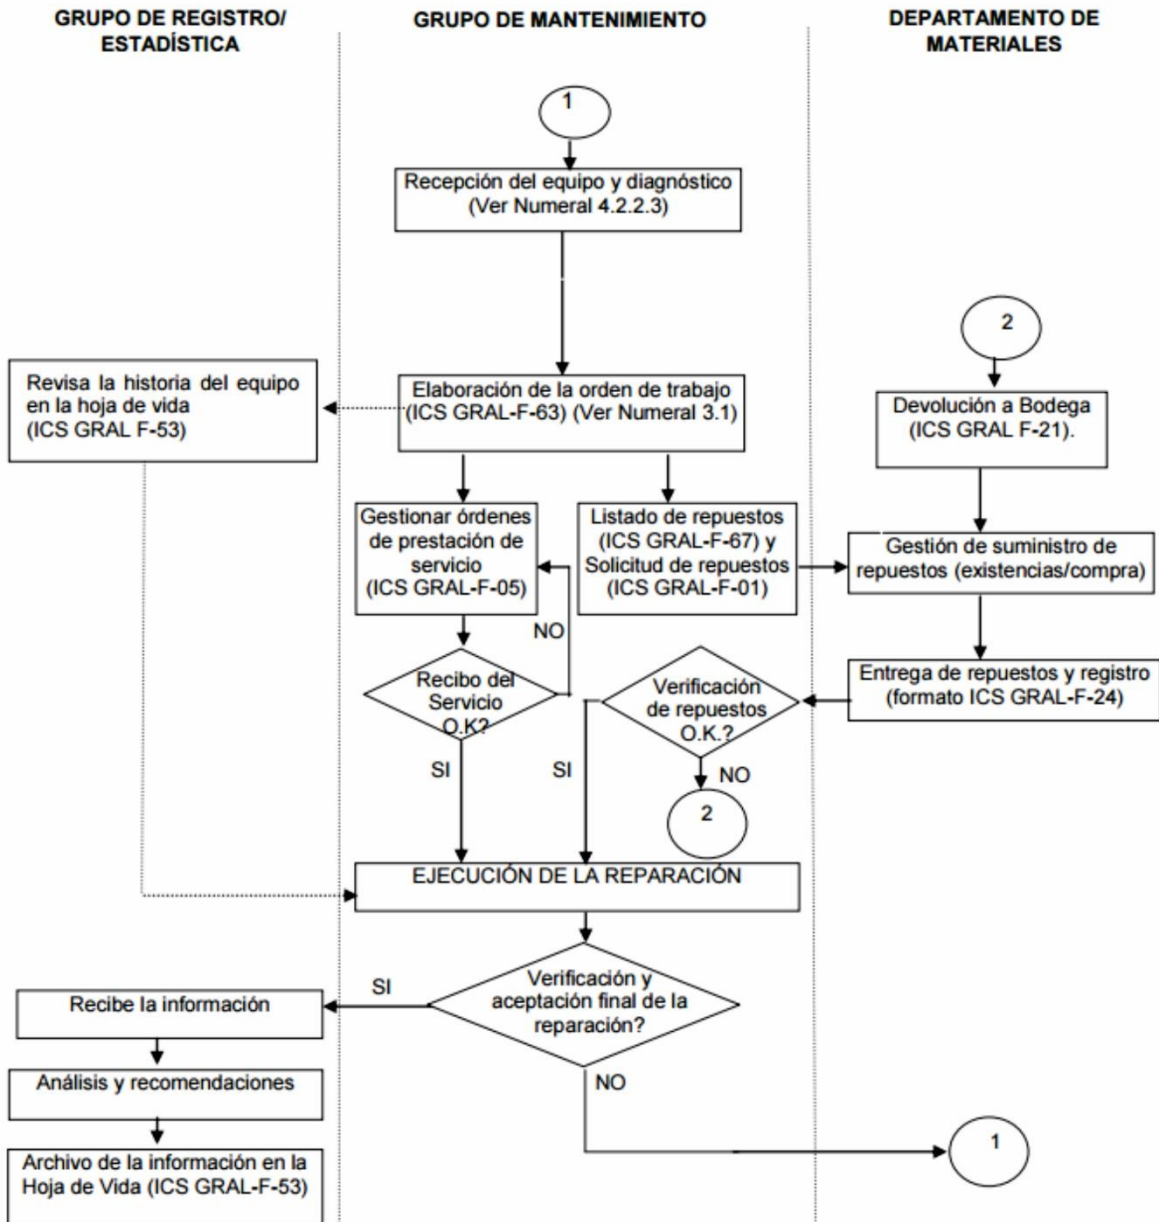 GRUPO DE REGISTRO/
ESTADÍSTICA
GRUPO DE MANTENIMIENTO
DEPARTAMENTO DE
MATERIALES
1
Recepción del equipo y diagnóstico
(Ver Numeral 4.2.2.3)
2
Revisa la historia del equipo
en la hoja de vida
(ICS GRAL F-53)
Elaboración de la orden de trabajo
(ICS GRAL-F-63) (Ver Numeral 3.1)
Devolución a Bodega
(ICS GRAL F-21).
Gestionar órdenes
de prestación de
servicio
(ICS GRAL-F-05)
Listado de repuestos
(ICS GRAL-F-67) y
Solicitud de repuestos
(ICS GRAL-F-01)
Gestión de suministro de
repuestos (existencias/compra)
NO
Recibo del
Servicio
O.K?
Verificación
de repuestos
O.K.?
Entrega de repuestos y registro
(formato ICS GRAL-F-24)
SI
SI
NO
2
EJECUCIÓN DE LA REPARACIÓN
Verificación y
aceptación final de la
reparación?
SI
Recibe la información
NO
Análisis y recomendaciones
1
Archivo de la información en la
Hoja de Vida (ICS GRAL-F-53)